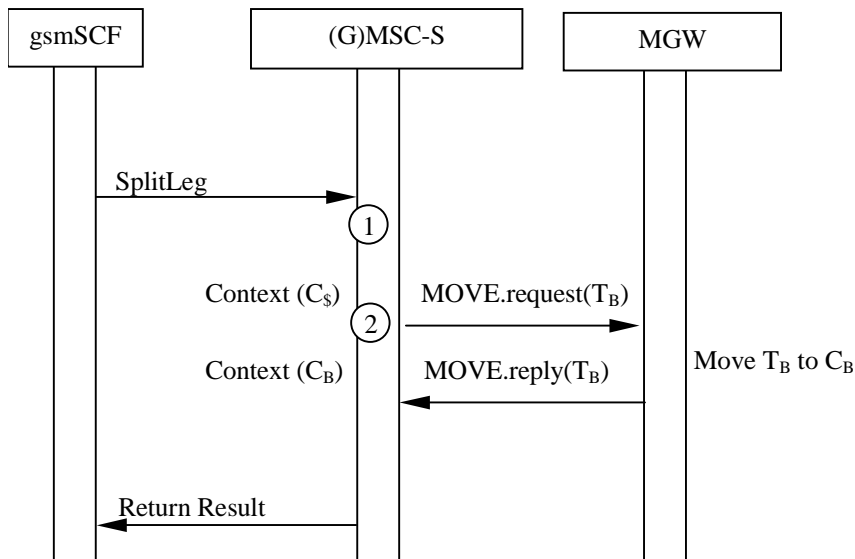 gsmSCF
(G)MSC-S
MGW
SplitLeg
1
Context (C$)
2
MOVE.request(TB)
Context (CB)
MOVE.reply(TB)
Move TB to CB
Return Result